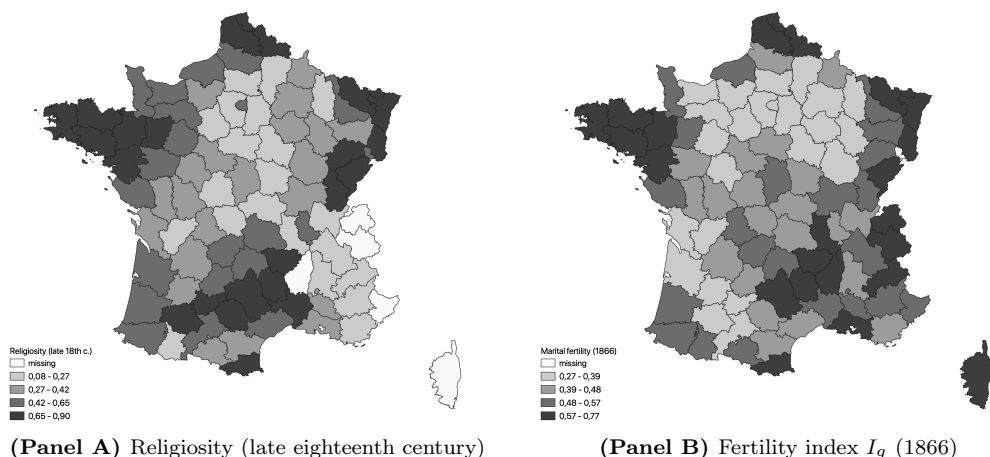 Religiosity (late 18th c.)
missing
0,08 - 0,27
0,27 - 0,42
0,42 - 0,65
0,65 - 0,90
Marital fertility (1866)
missing
0,27 - 0,39
0,39 - 0,48
0,48 - 0,57
0,57 - 0,77
(Panel A) Religiosity (late eighteenth century)
(Panel B) Fertility index I_g (1866)